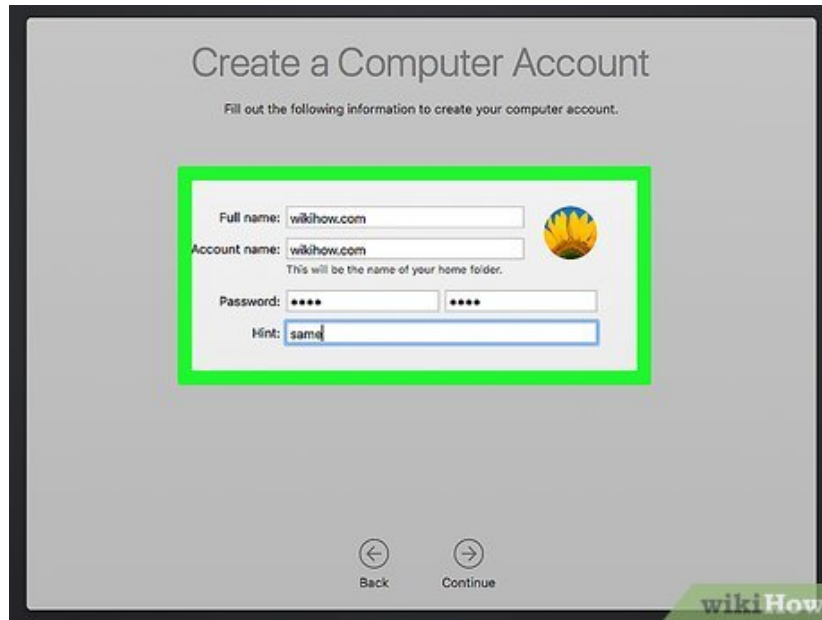 Create a Computer Account
Fill out the following information to create your computer account.
Full name: wikihow.com
Account name: wikihow.com
This will be the name of your home folder.
Password: •••• ••••
Hint: same
Back Continue
wikiHow